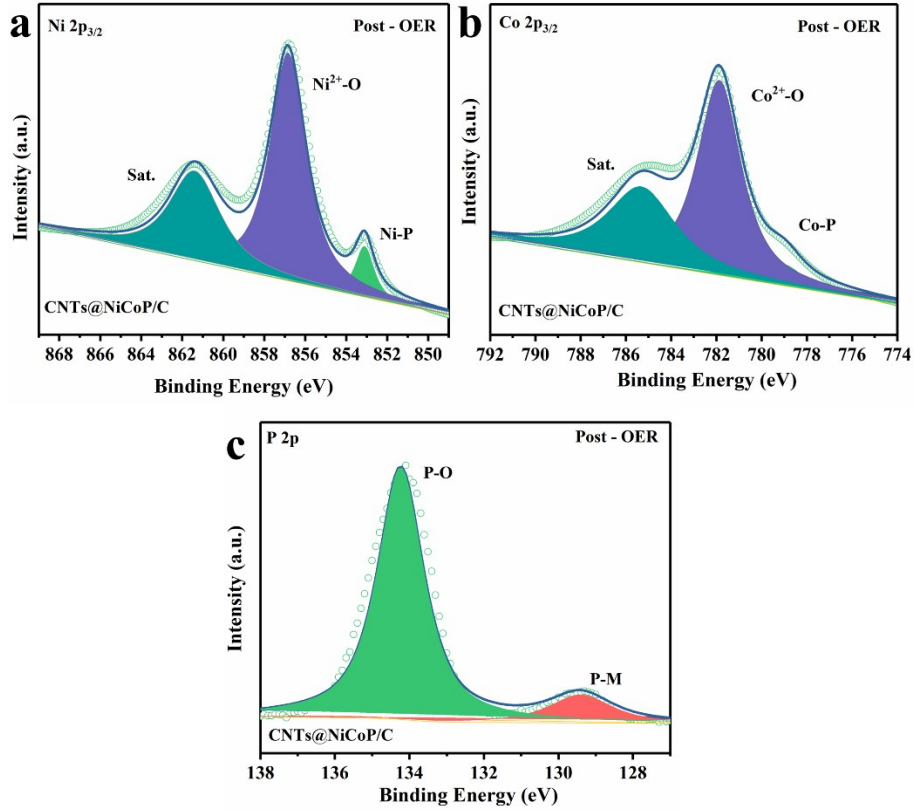 a
Ni 2p3/2
Post - OER
Ni2+-O
Sat.
Ni-P
CNTs@NiCoP/C
Intensity (a.u.)
868 866 864 862 860 858 856 854 852 850
Binding Energy (eV)
b
Co 2p3/2
Post - OER
Co2+-O
Sat.
Co-P
CNTs@NiCoP/C
Intensity (a.u.)
792 790 788 786 784 782 780 778 776 774
Binding Energy (eV)
c
P 2p
Post - OER
P-O
P-M
CNTs@NiCoP/C
Intensity (a.u.)
138 136 134 132 130 128
Binding Energy (eV)